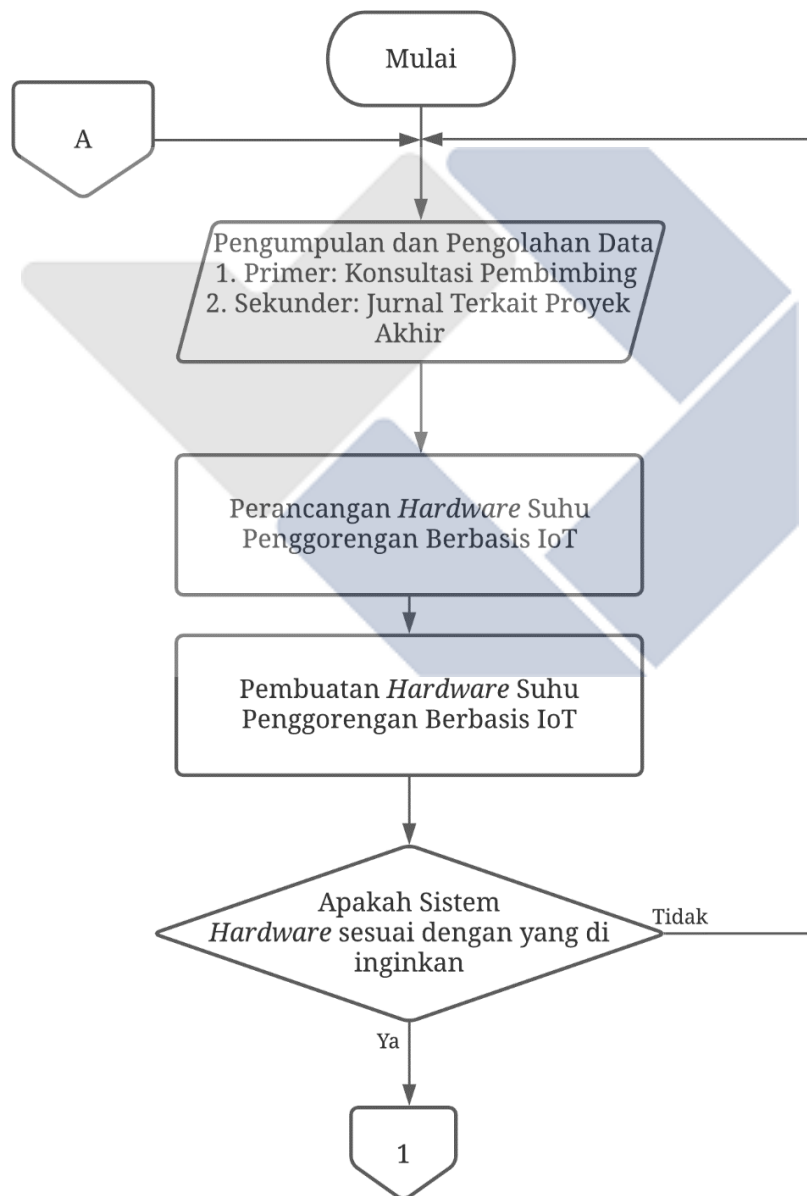 Mulai
A
Pengumpulan dan Pengolahan Data
1. Primer: Konsultasi Pembimbing
2. Sekunder: Jurnal Terkait Proyek
Akhir
Perancangan Hardware Suhu
Penggorengan Berbasis IoT
Pembuatan Hardware Suhu
Penggorengan Berbasis IoT
Apakah Sistem
Hardware sesuai dengan yang di
inginkan
Tidak
Ya
1